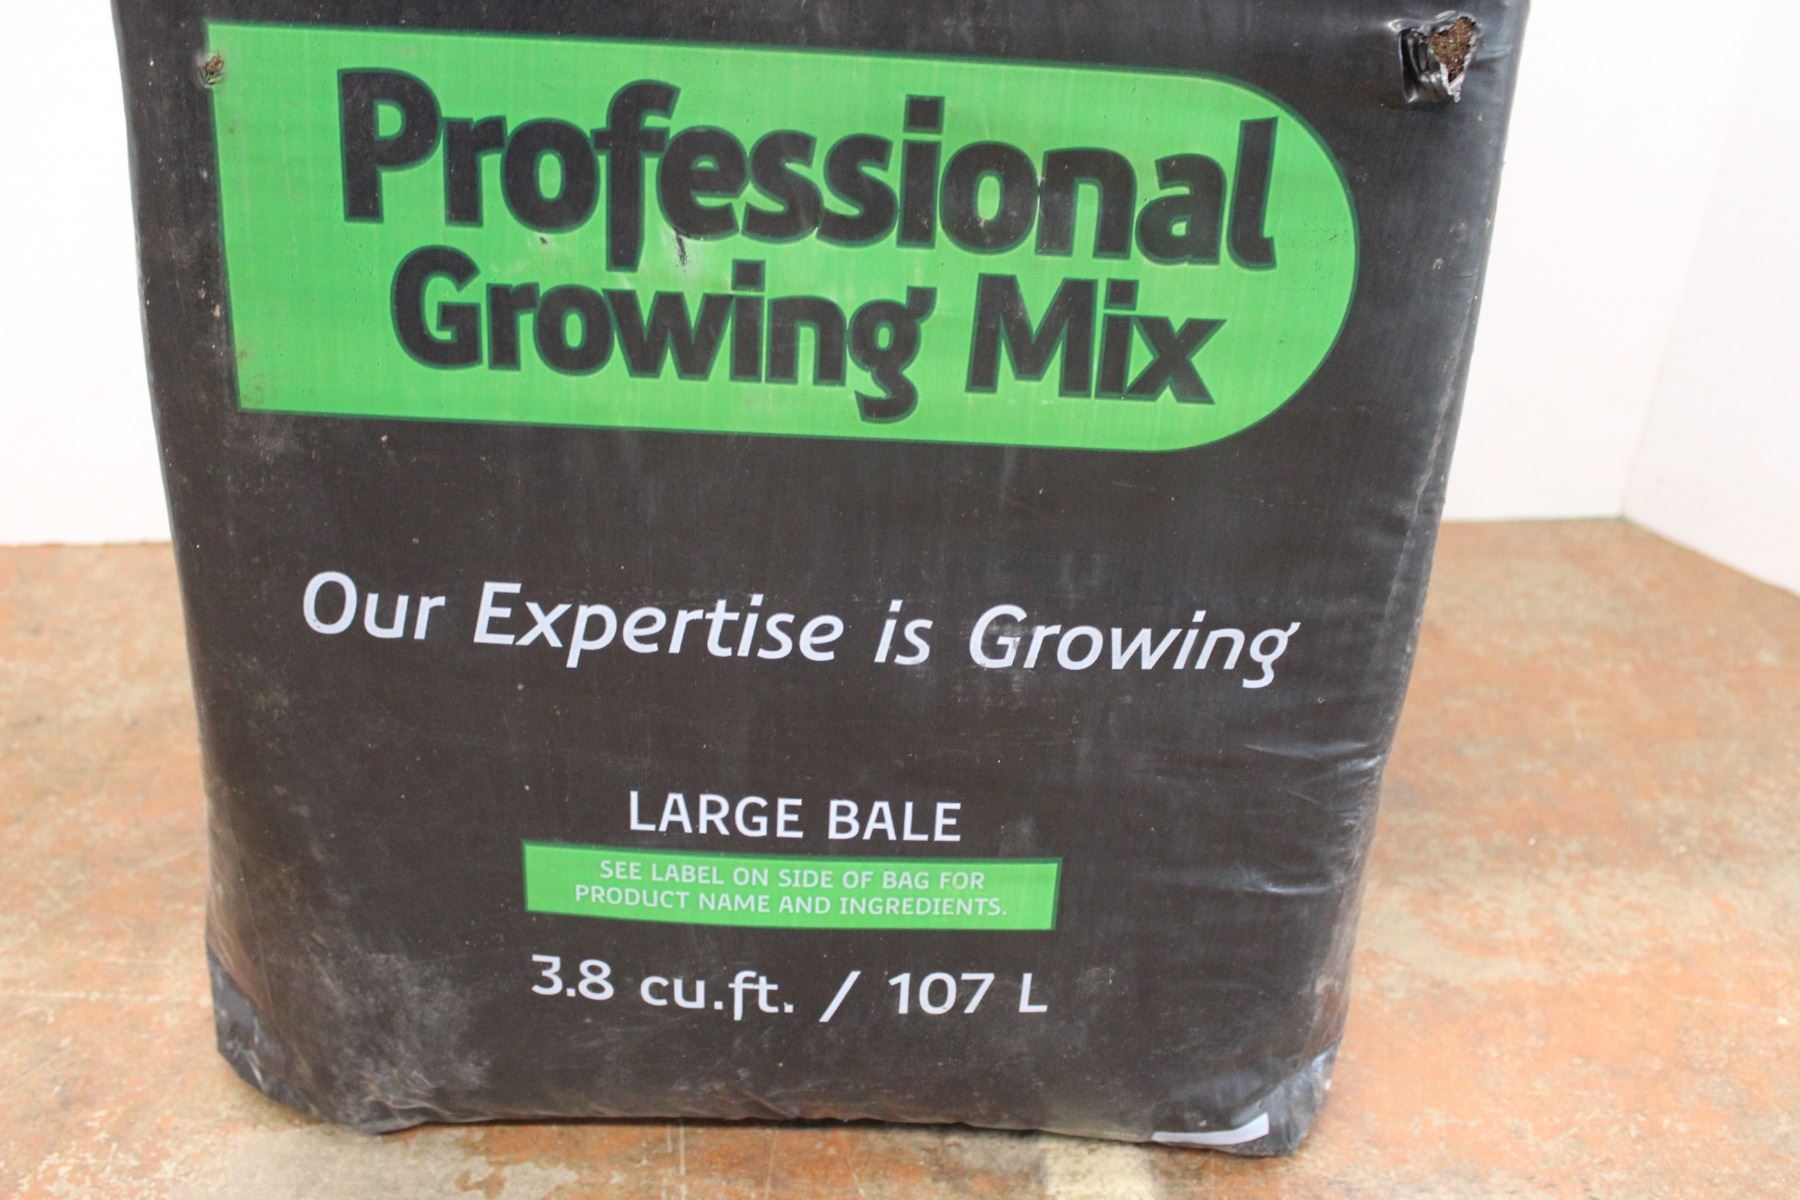 Professional
Growing Mix
Our Expertise is Growing
LARGE BALE
SEE LABEL ON SIDE OF BAG FOR
PRODUCT NAME AND INGREDIENTS.
3.8 cu.ft. / 107 L